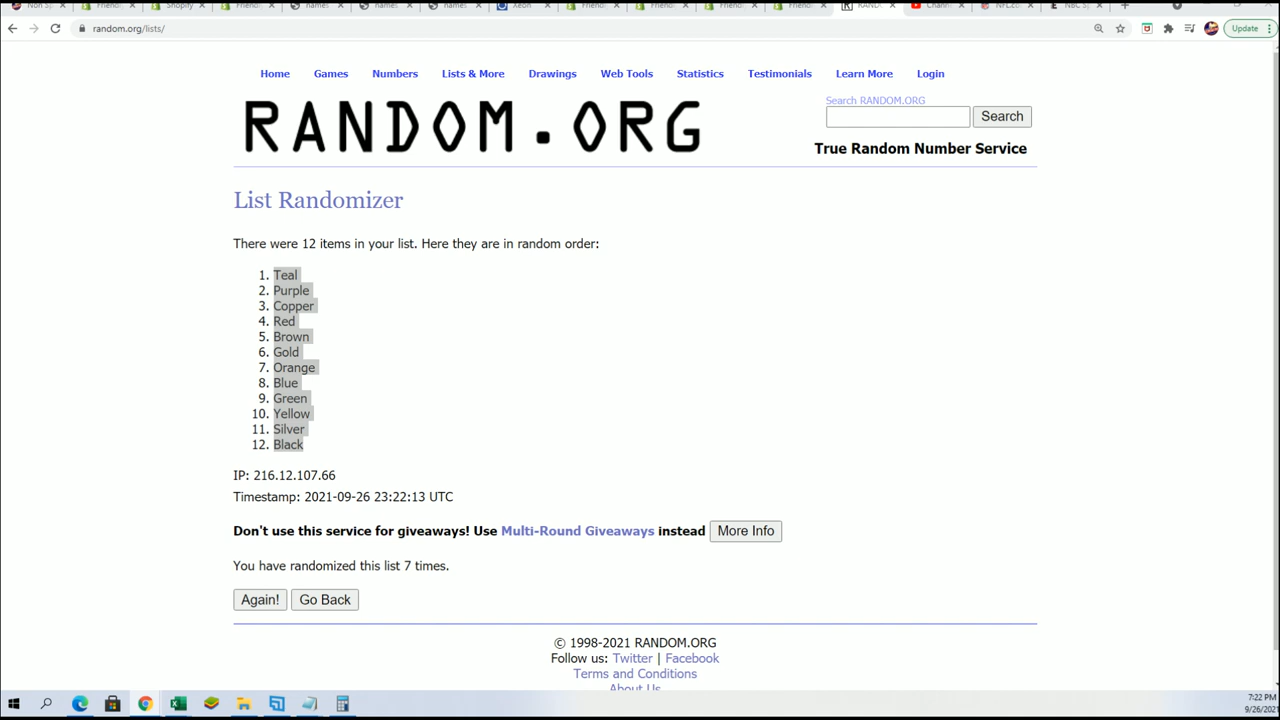 Shopify
names
names
names
Xeon
random.org/lists/
Update
Home Games Numbers Lists & More Drawings Web Tools Statistics Testimonials Learn More Login
RANDOM.ORG
Search RANDOM.ORG
Search
True Random Number Service
List Randomizer
There were 12 items in your list. Here they are in random order:
1. Teal
2. Purple
3. Copper
4. Red
5. Brown
6. Gold
7. Orange
8. Blue
9. Green
10. Yellow
11. Silver
12. Black
IP: 216.12.107.66
Timestamp: 2021-09-26 23:22:13 UTC
Don't use this service for giveaways! Use Multi-Round Giveaways instead More Info
You have randomized this list 7 times.
Again! Go Back
© 1998-2021 RANDOM.ORG
Follow us: Twitter | Facebook
Terms and Conditions
About Us
7:22 PM
9/26/2021